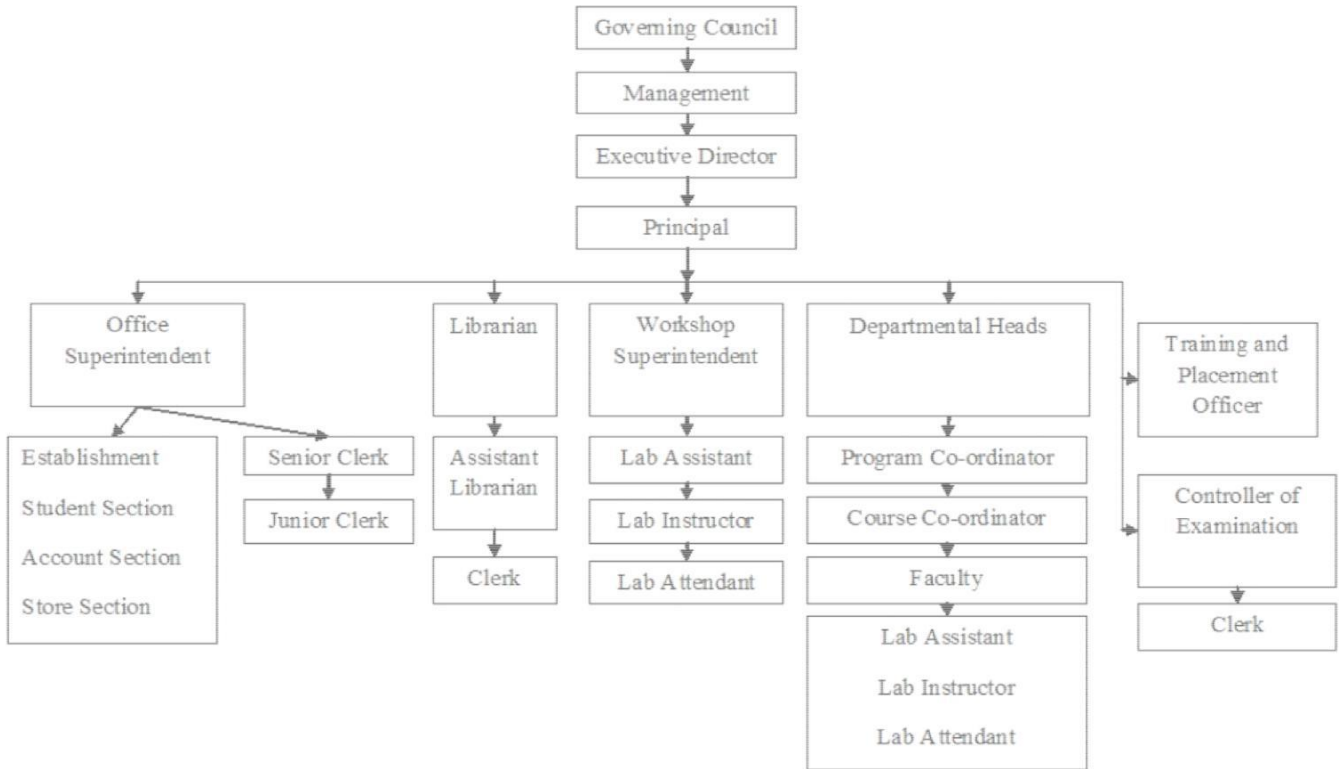 Governing Council
Management
Executive Director
Principal
Office
Superintendent
Librarian
Workshop
Superintendent
Departmental Heads
Training and
Placement
Officer
Establishment
Student Section
Account Section
Store Section
Senior Clerk
Junior Clerk
Assistant
Librarian
Clerk
Lab Assistant
Lab Instructor
Lab Attendant
Program Co-ordinator
Course Co-ordinator
Faculty
Lab Assistant
Lab Instructor
Lab Attendant
Controller of
Examination
Clerk